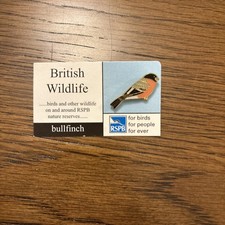 British
Wildlife
.....birds and other wildlife
on and around RSPB
nature reserves.....
bullfinch
RSPB
for birds
for people
for ever